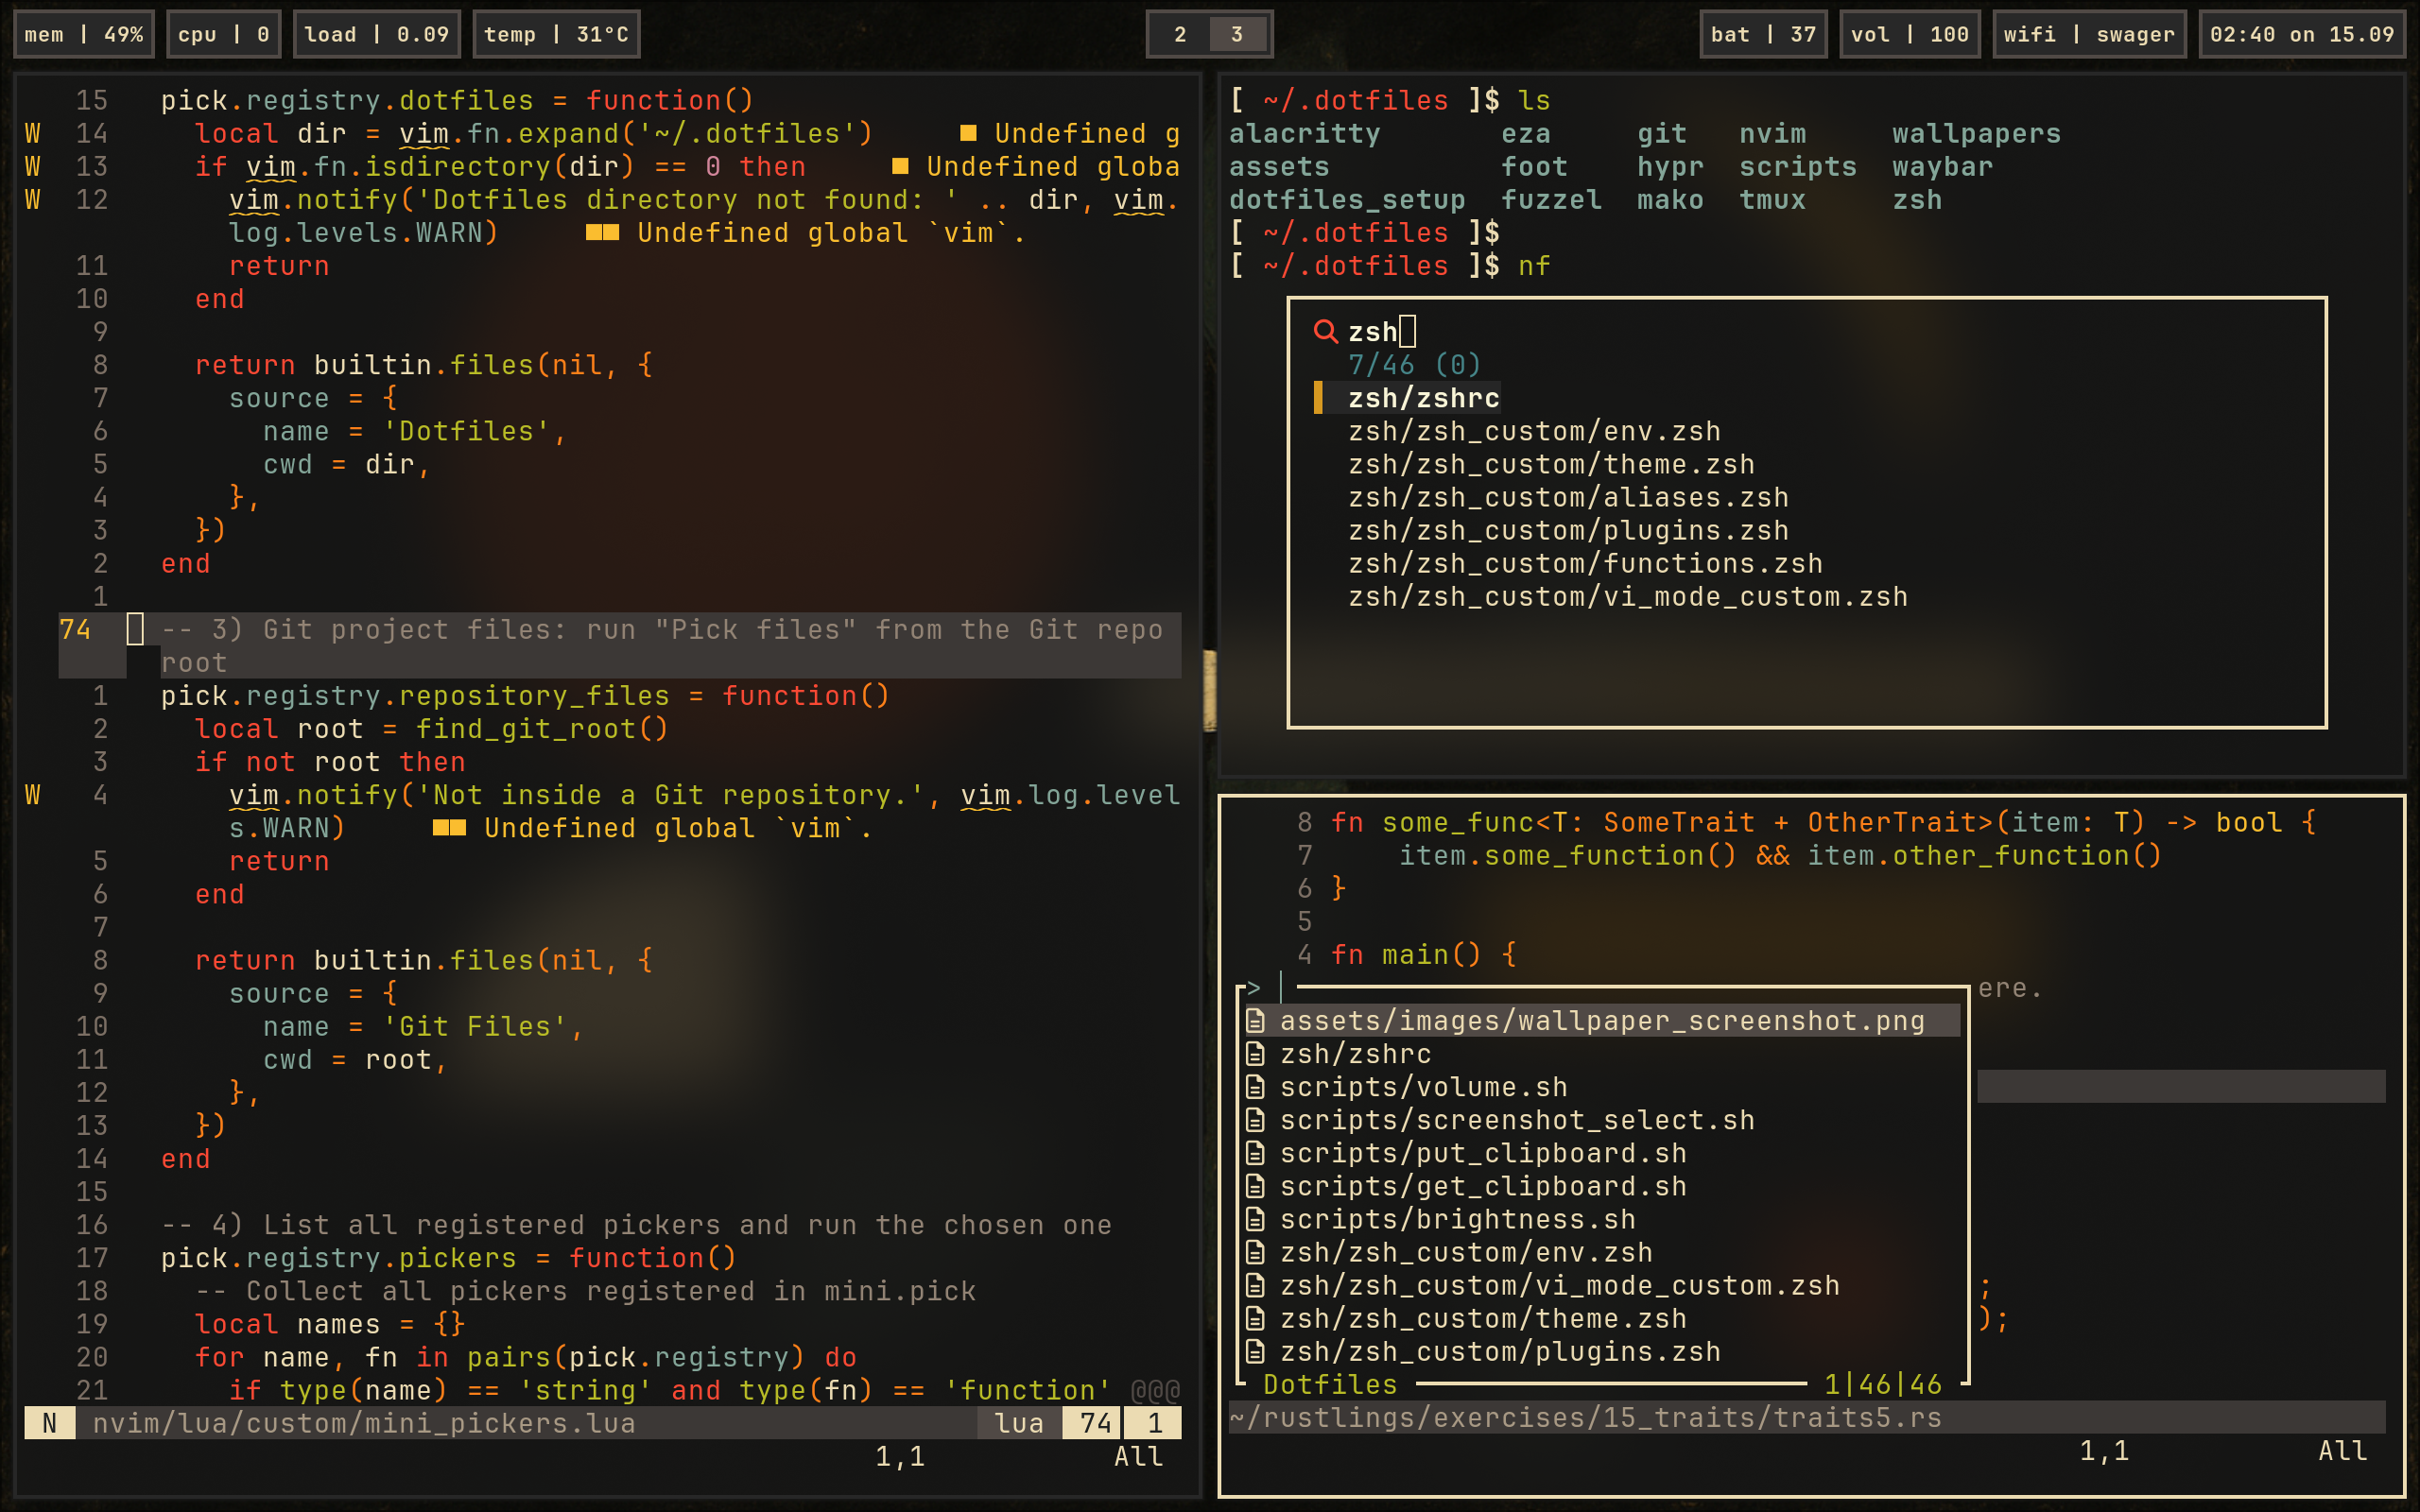 mem | 49% cpu | 0 load | 0.09 temp | 31°C 2 3 bat | 37 vol | 100 wifi | swager 02:40 on 15.09
15 pick.registry.dotfiles = function()
W 14 local dir = vim.fn.expand('~/.dotfiles') ■ Undefined g
W 13 if vim.fn.isdirectory(dir) == 0 then ■ Undefined globa
W 12 vim.notify('Dotfiles directory not found: ' .. dir, vim.
log.levels.WARN) ■■ Undefined global `vim`.
11 return
10 end
9
8 return builtin.files(nil, {
7 source = {
6 name = 'Dotfiles',
5 cwd = dir,
4 },
3 })
2 end
1
74 -- 3) Git project files: run "Pick files" from the Git repo
root
1 pick.registry.repository_files = function()
2 local root = find_git_root()
3 if not root then
W 4 vim.notify('Not inside a Git repository.', vim.log.level
s.WARN) ■■ Undefined global `vim`.
5 return
6 end
7
8 return builtin.files(nil, {
9 source = {
10 name = 'Git Files',
11 cwd = root,
12 },
13 })
14 end
15
16 -- 4) List all registered pickers and run the chosen one
17 pick.registry.pickers = function()
18 -- Collect all pickers registered in mini.pick
19 local names = {}
20 for name, fn in pairs(pick.registry) do
21 if type(name) == 'string' and type(fn) == 'function' @@@
N nvim/lua/custom/mini_pickers.lua lua 74 1
1,1 All
[ ~/.dotfiles ]$ ls
alacritty eza git nvim wallpapers
assets foot hypr scripts waybar
dotfiles_setup fuzzel mako tmux zsh
[ ~/.dotfiles ]$
[ ~/.dotfiles ]$ nf
zsh
7/46 (0)
zsh/zshrc
zsh/zsh_custom/env.zsh
zsh/zsh_custom/theme.zsh
zsh/zsh_custom/aliases.zsh
zsh/zsh_custom/plugins.zsh
zsh/zsh_custom/functions.zsh
zsh/zsh_custom/vi_mode_custom.zsh
8 fn some_func<T: SomeTrait + OtherTrait>(item: T) -> bool {
7 item.some_function() && item.other_function()
6 }
5
4 fn main() {
> ere.
assets/images/wallpaper_screenshot.png
zsh/zshrc
scripts/volume.sh
scripts/screenshot_select.sh
scripts/put_clipboard.sh
scripts/get_clipboard.sh
scripts/brightness.sh
zsh/zsh_custom/env.zsh
zsh/zsh_custom/vi_mode_custom.zsh ;
zsh/zsh_custom/theme.zsh );
zsh/zsh_custom/plugins.zsh
Dotfiles 1|46|46
~/rustlings/exercises/15_traits/traits5.rs
1,1 All